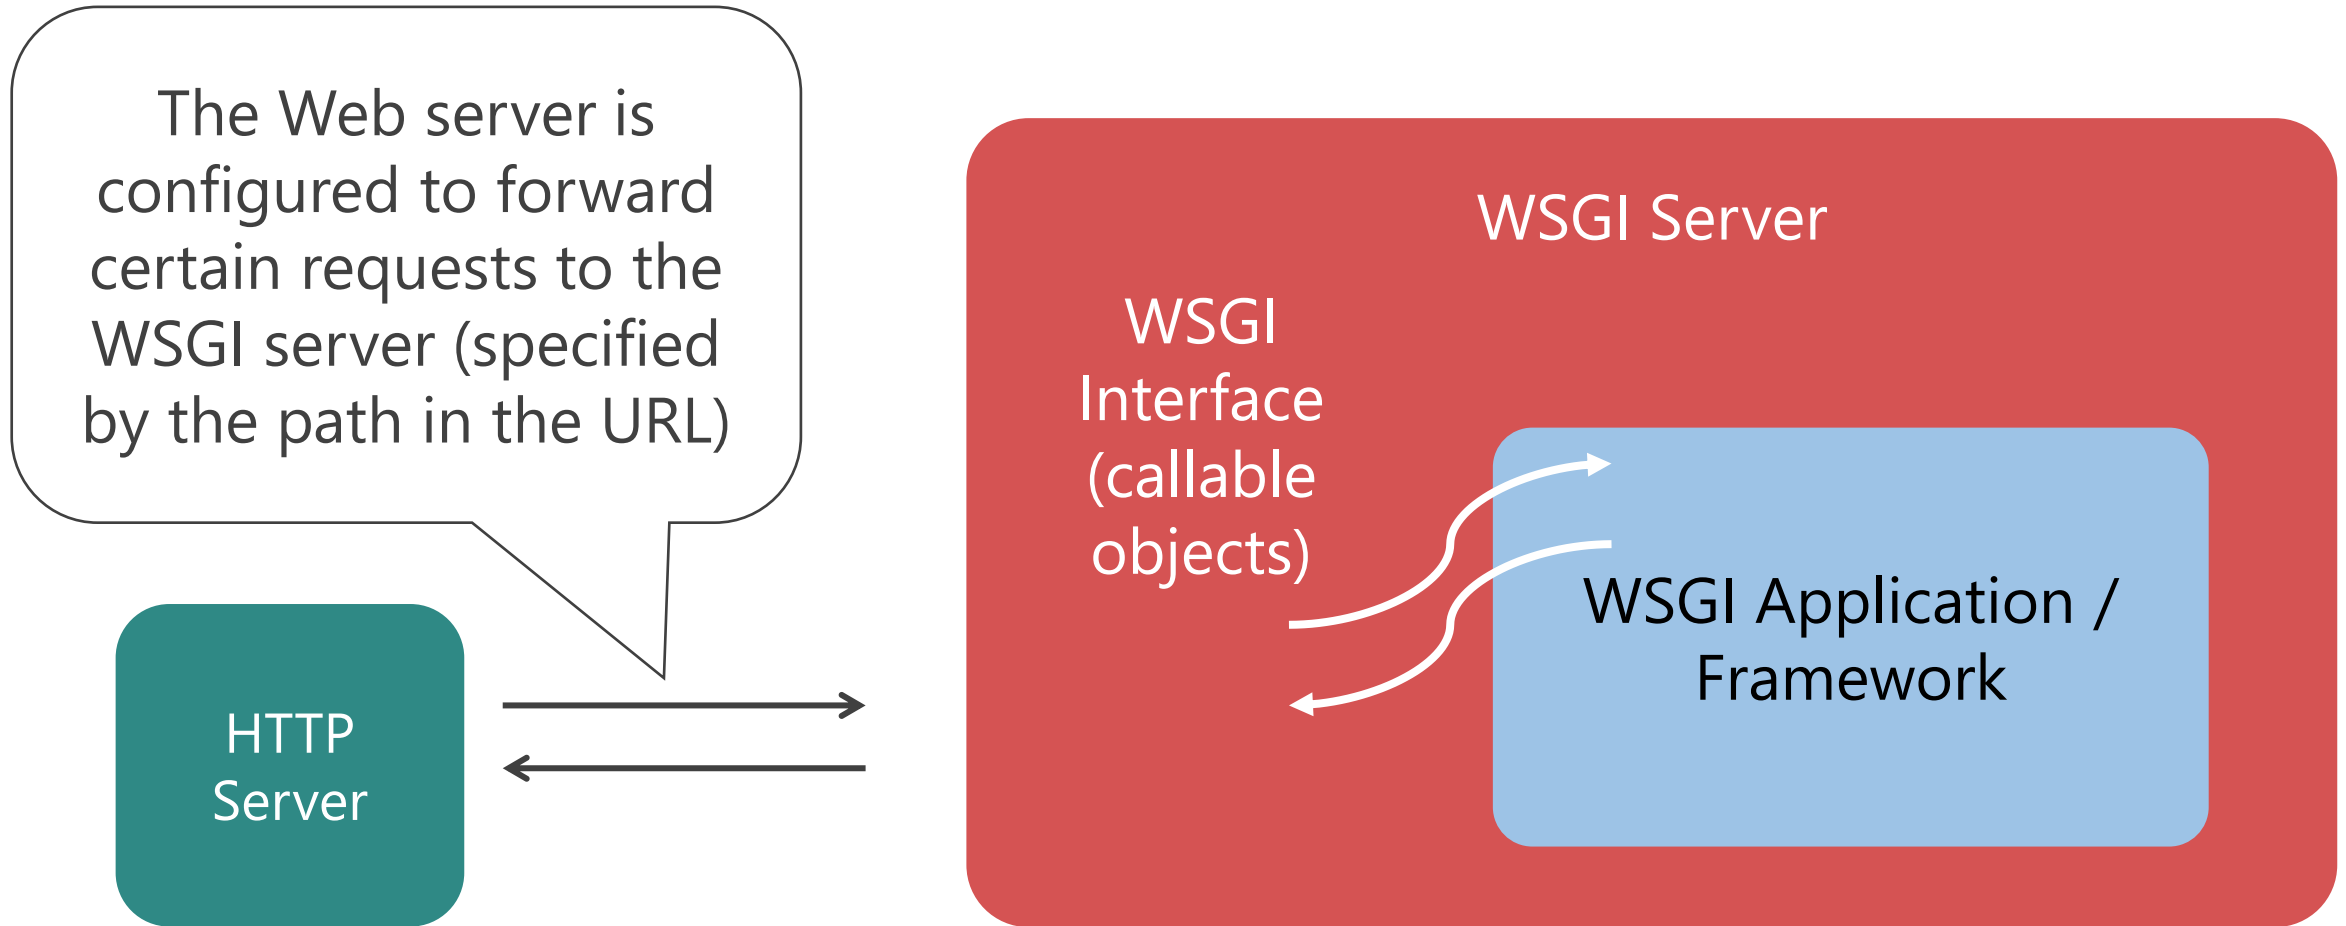 The Web server is
configured to forward
certain requests to the
WSGI server (specified
by the path in the URL)
HTTP
Server
WSGI Server
WSGI
Interface
(callable
objects)
WSGI Application /
Framework